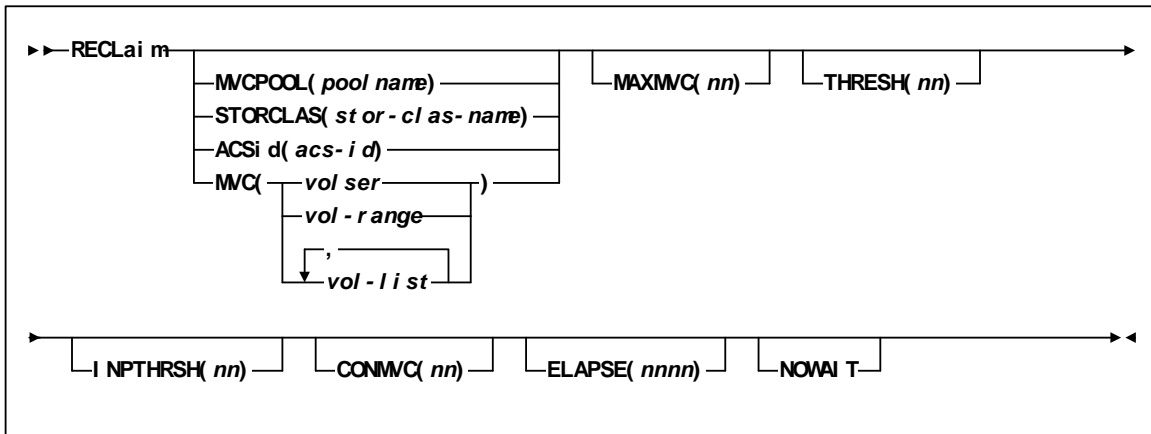 RECLaim
MVCPOOL(pool name)
STORCLAS(stor-clas-name)
ACSid(acs-id)
MVC(
volser
)
vol-range
,
vol-list
MAXMVC(nn)
THRESH(nn)
INPTHRSH(nn)
CONMVC(nn)
ELAPSE(nnnn)
NOWAIT